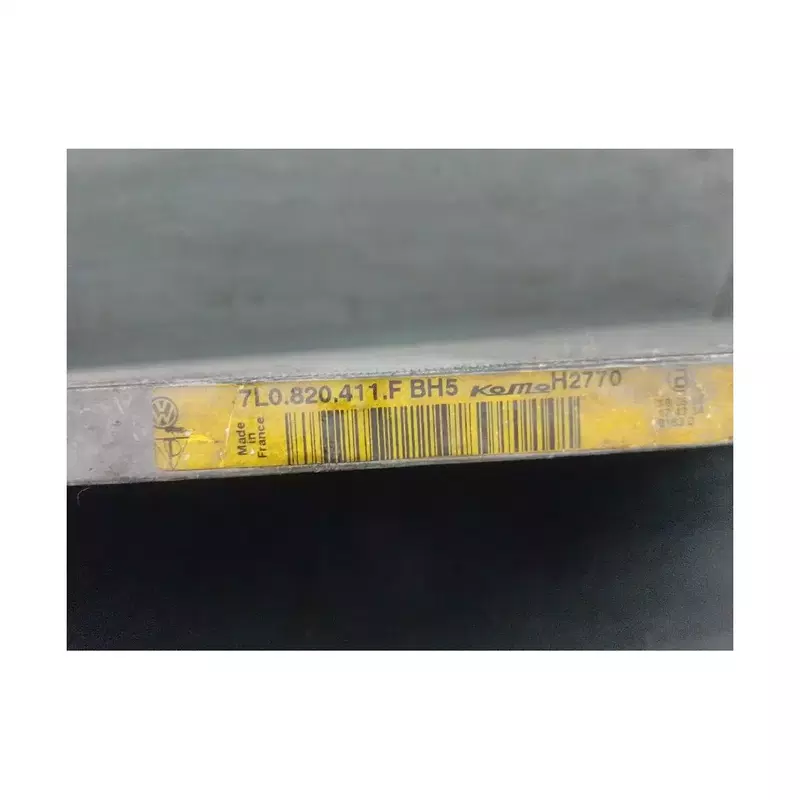 7L0.820.411.F BH5 KoMo H2770
Made
in
France